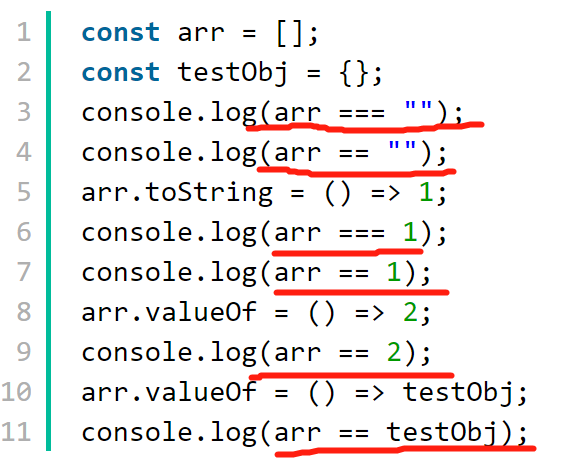 1 const arr = [];
2 const testObj = {};
3 console.log(arr === "");
4 console.log(arr == "");
5 arr.toString = () => 1;
6 console.log(arr === 1);
7 console.log(arr == 1);
8 arr.valueOf = () => 2;
9 console.log(arr == 2);
10 arr.valueOf = () => testObj;
11 console.log(arr == testObj);